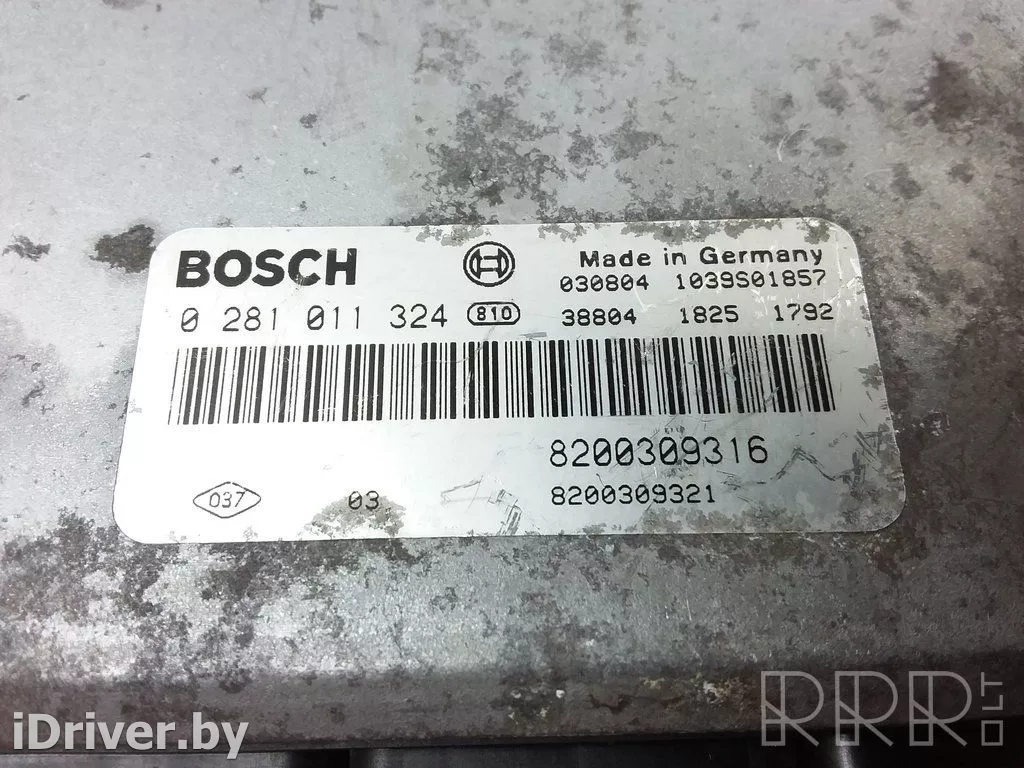 BOSCH
Made in Germany
030804 1039S01857
0 281 011 324 810 38804 1825 1792
8200309316
037 03 8200309321
iDriver.by
RRR.LT